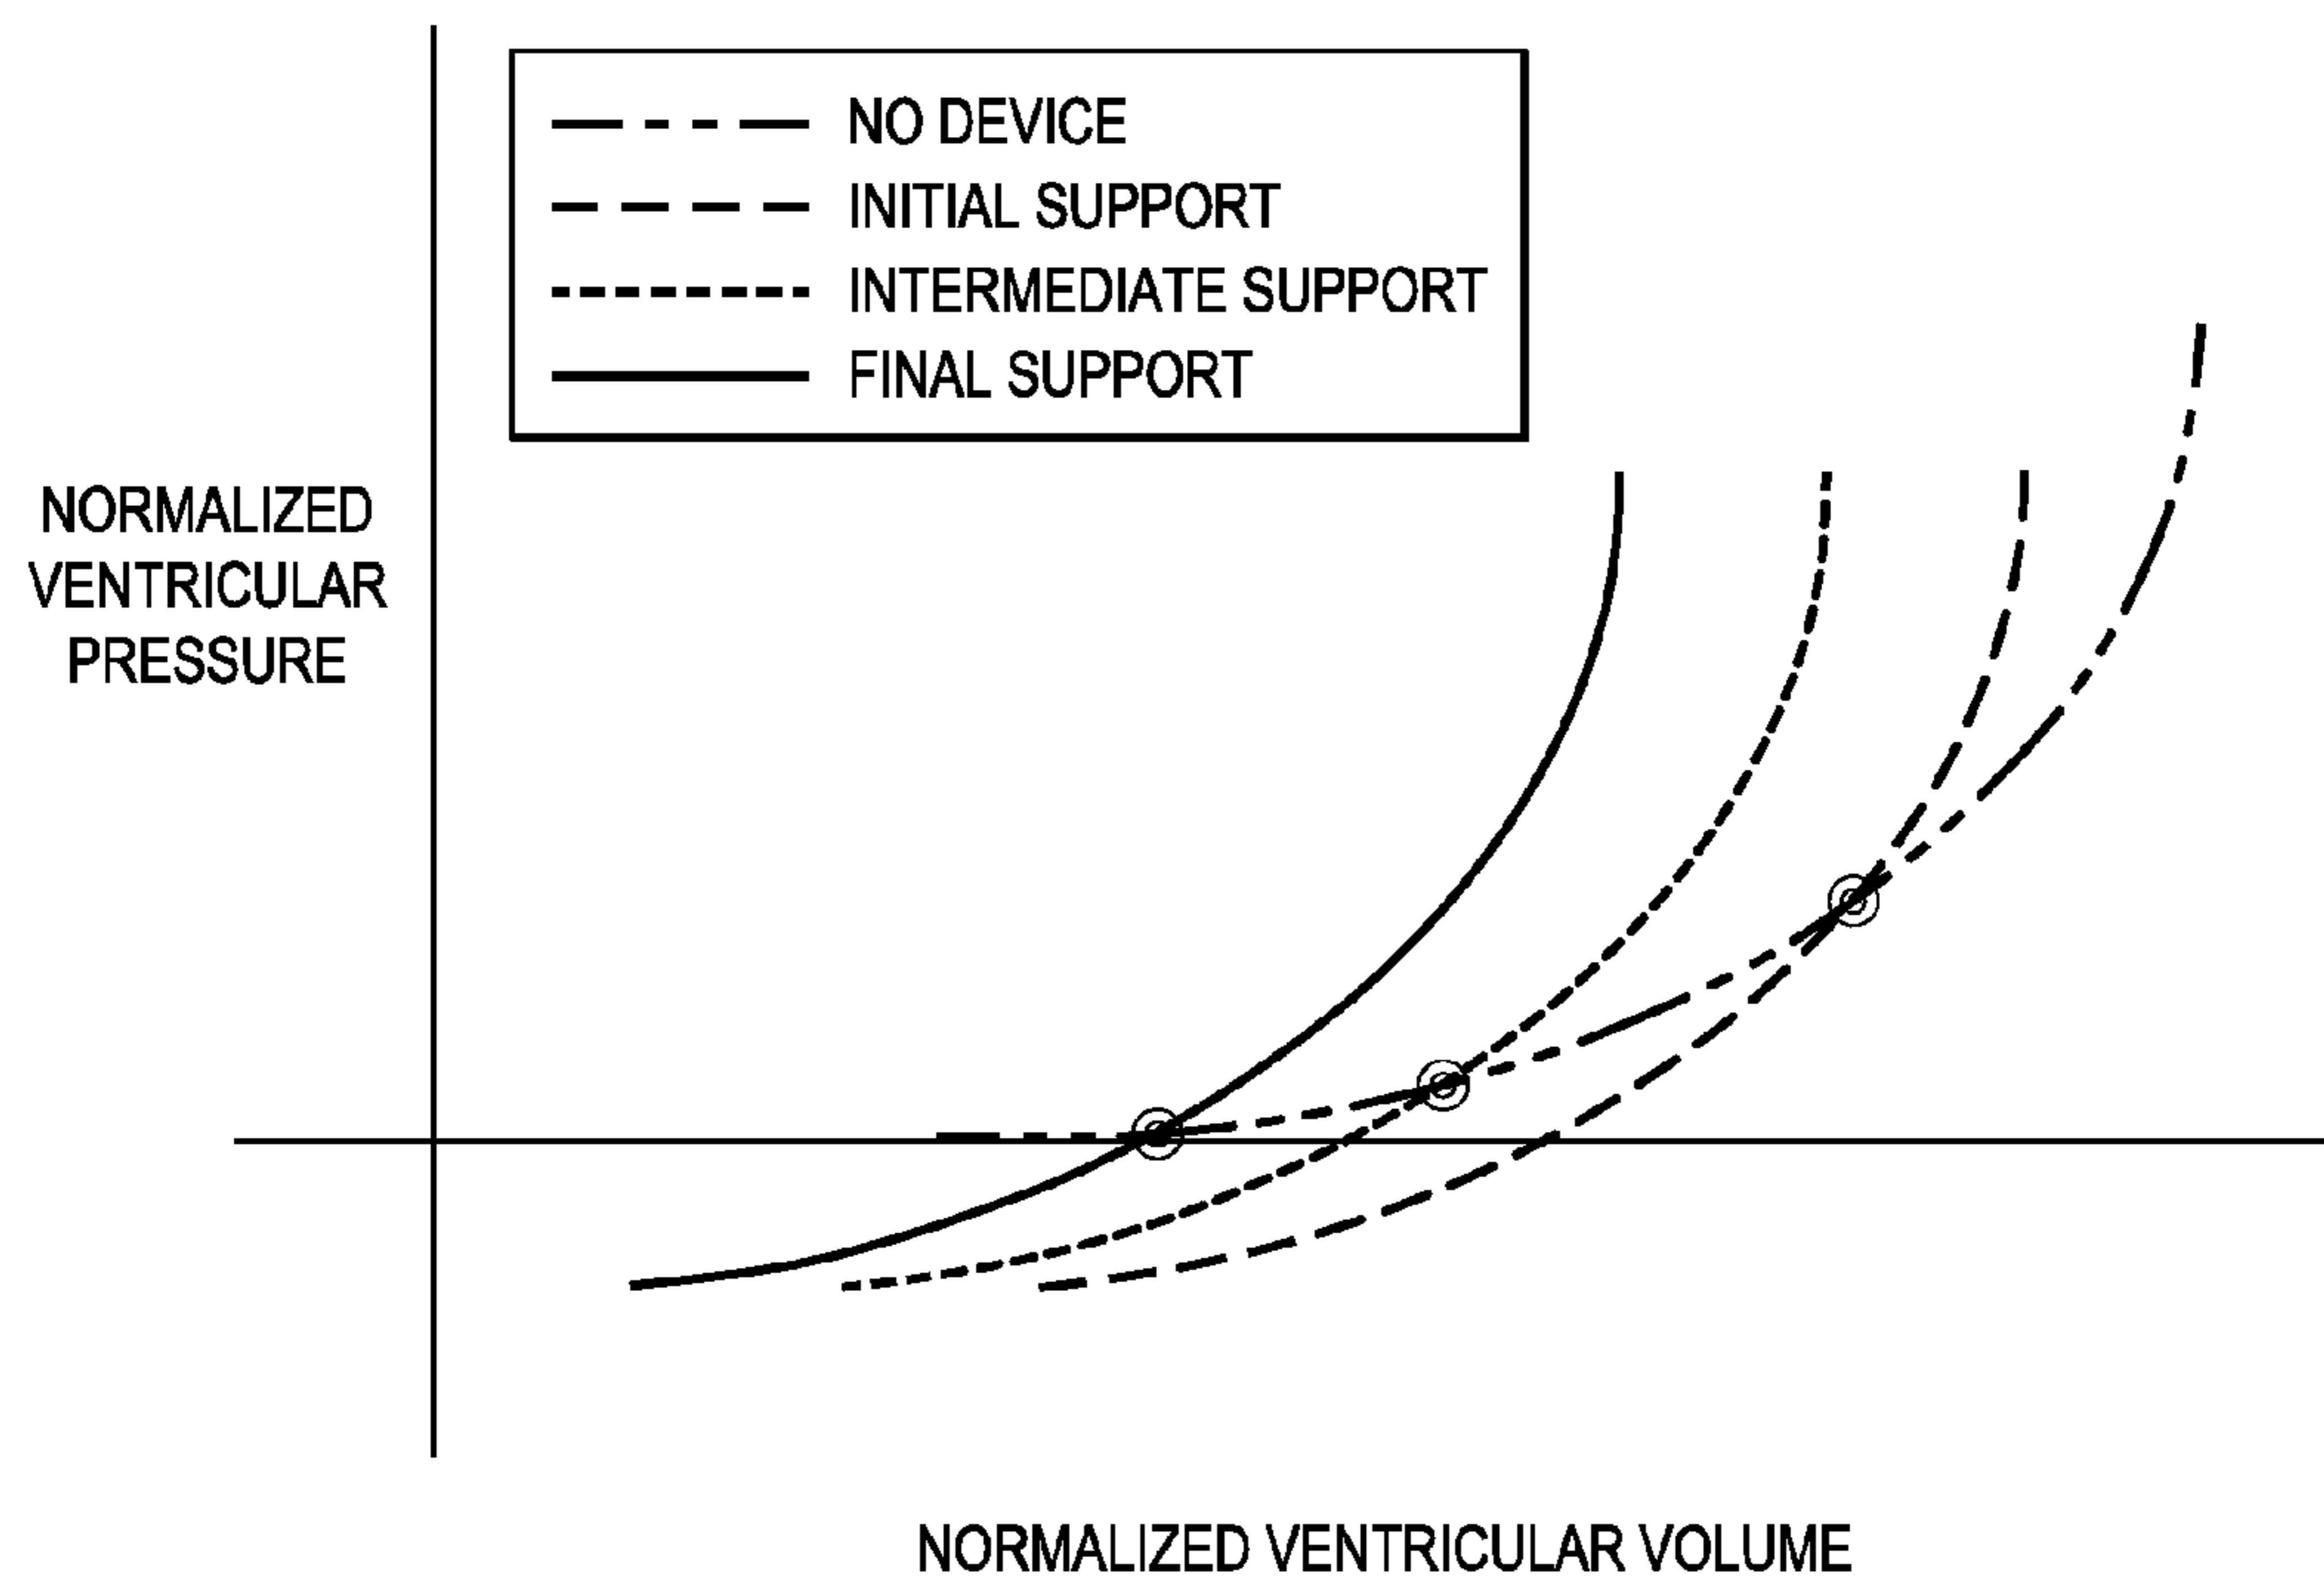 NO DEVICE
INITIAL SUPPORT
INTERMEDIATE SUPPORT
FINAL SUPPORT
NORMALIZED
VENTRICULAR
PRESSURE
NORMALIZED VENTRICULAR VOLUME